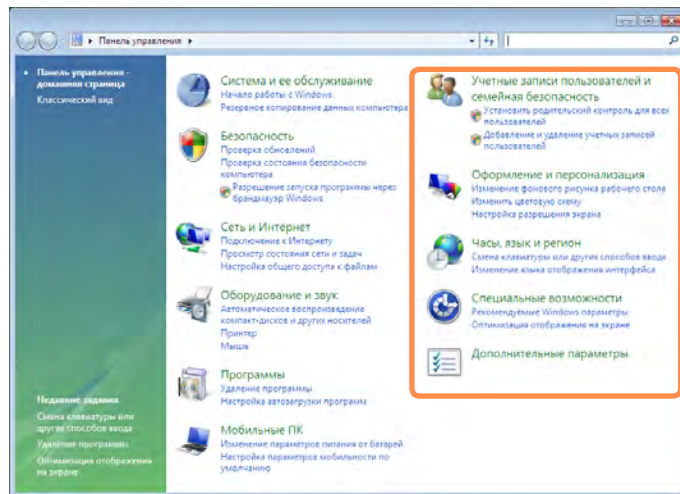 Панель управления
Панель управления -
домашняя страница
Классический вид
Система и ее обслуживание
Начало работы с Windows
Резервное копирование данных компьютера
Безопасность
Проверка обновлений
Проверка состояния безопасности
компьютера
Разрешение запуска программы через
брандмауэр Windows
Сеть и Интернет
Подключение к Интернету
Просмотр состояния сети и задач
Настройка общего доступа к файлам
Оборудование и звук
Автоматическое воспроизведение
компакт-дисков и других носителей
Принтер
Мышь
Программы
Удаление программы
Настройка автозагрузки программ
Мобильные ПК
Изменение параметров питания от батарей
Настройка параметров мобильности по
умолчанию
Учетные записи пользователей и
семейная безопасность
Установить родительский контроль для всех
пользователей
Добавление и удаление учетных записей
пользователей
Оформление и персонализация
Изменение фонового рисунка рабочего стола
Изменить цветовую схему
Настройка разрешения экрана
Часы, язык и регион
Смена клавиатуры или других способов ввода
Изменение языка отображения интерфейса
Специальные возможности
Рекомендуемые Windows параметры
Оптимизация отображения на экране
Дополнительные параметры
Недавние задания
Смена клавиатуры или
других способов ввода
Удаление программы
Оптимизация отображения
на экране